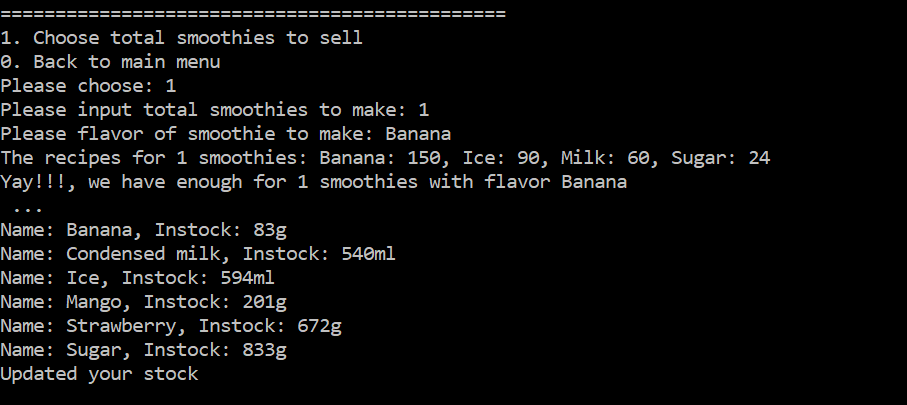 ==============================================
1. Choose total smoothies to sell
0. Back to main menu
Please choose: 1
Please input total smoothies to make: 1
Please flavor of smoothie to make: Banana
The recipes for 1 smoothies: Banana: 150, Ice: 90, Milk: 60, Sugar: 24
Yay!!!, we have enough for 1 smoothies with flavor Banana
 ...
Name: Banana, Instock: 83g
Name: Condensed milk, Instock: 540ml
Name: Ice, Instock: 594ml
Name: Mango, Instock: 201g
Name: Strawberry, Instock: 672g
Name: Sugar, Instock: 833g
Updated your stock